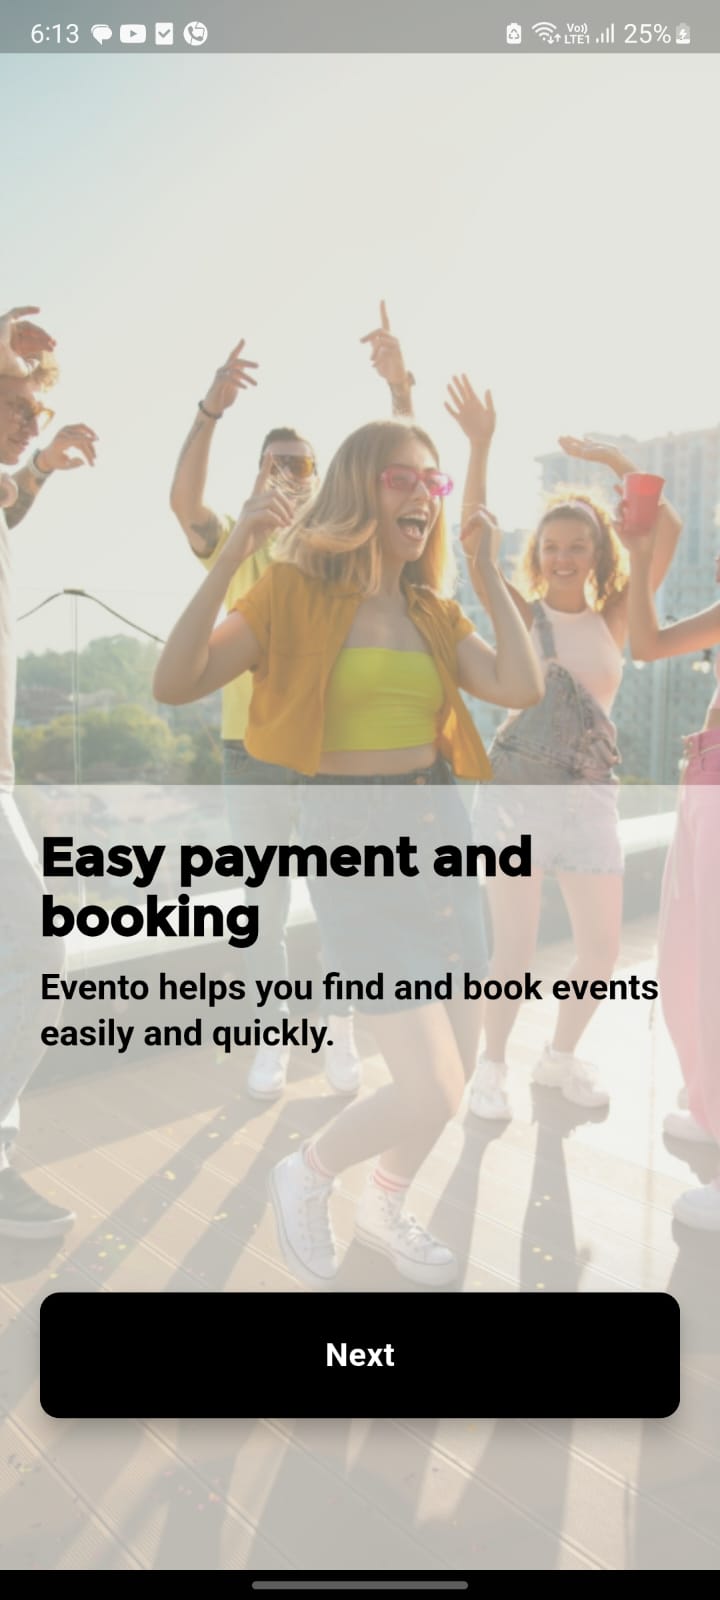 6:13
Vo))
LTE1
25%
Easy payment and
booking
Evento helps you find and book events
easily and quickly.
Next